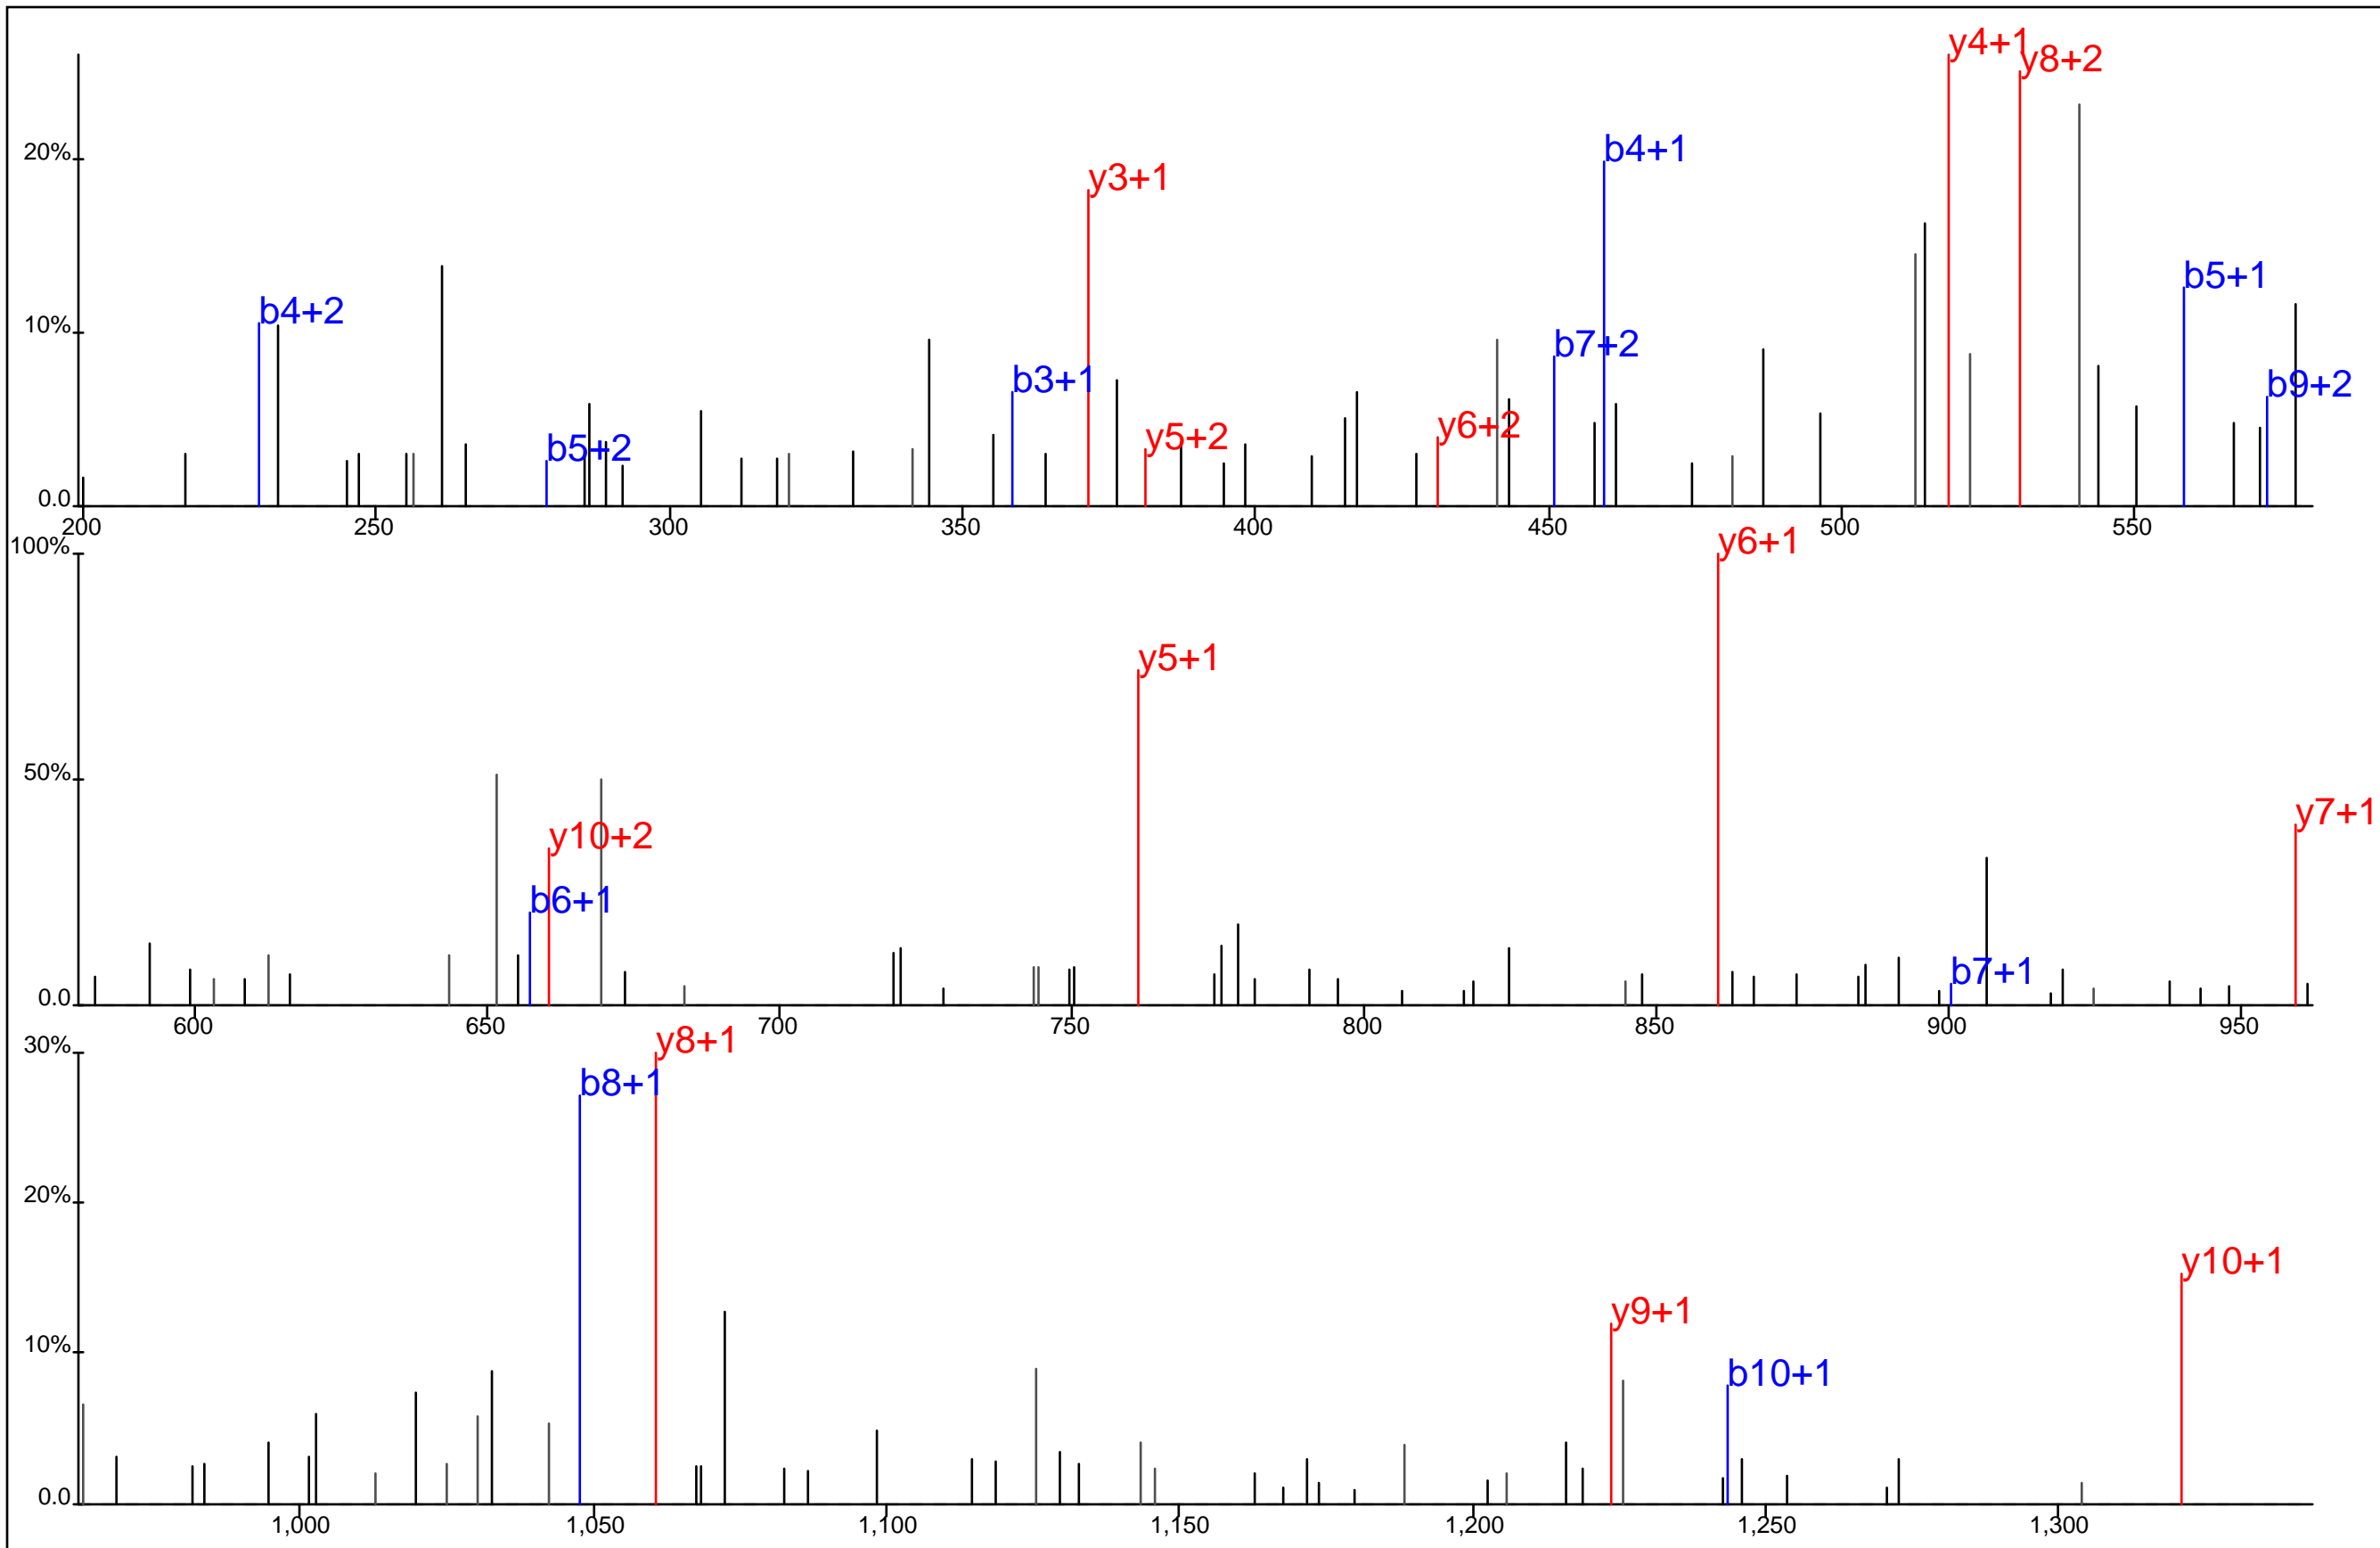 y4+1
y8+2
20%
b4+1
y3+1
b5+1
b4+2
10%
b7+2
b3+1
b9+2
y6+2
y5+2
b5+2
0.0
200 250 300 350 400 450 500 550
100%
y6+1
y5+1
50%
y7+1
y10+2
b6+1
b7+1
0.0
600 650 700 750 800 850 900 950
30%
y8+1
b8+1
20%
y10+1
y9+1
10%
b10+1
0.0
1,000 1,050 1,100 1,150 1,200 1,250 1,300